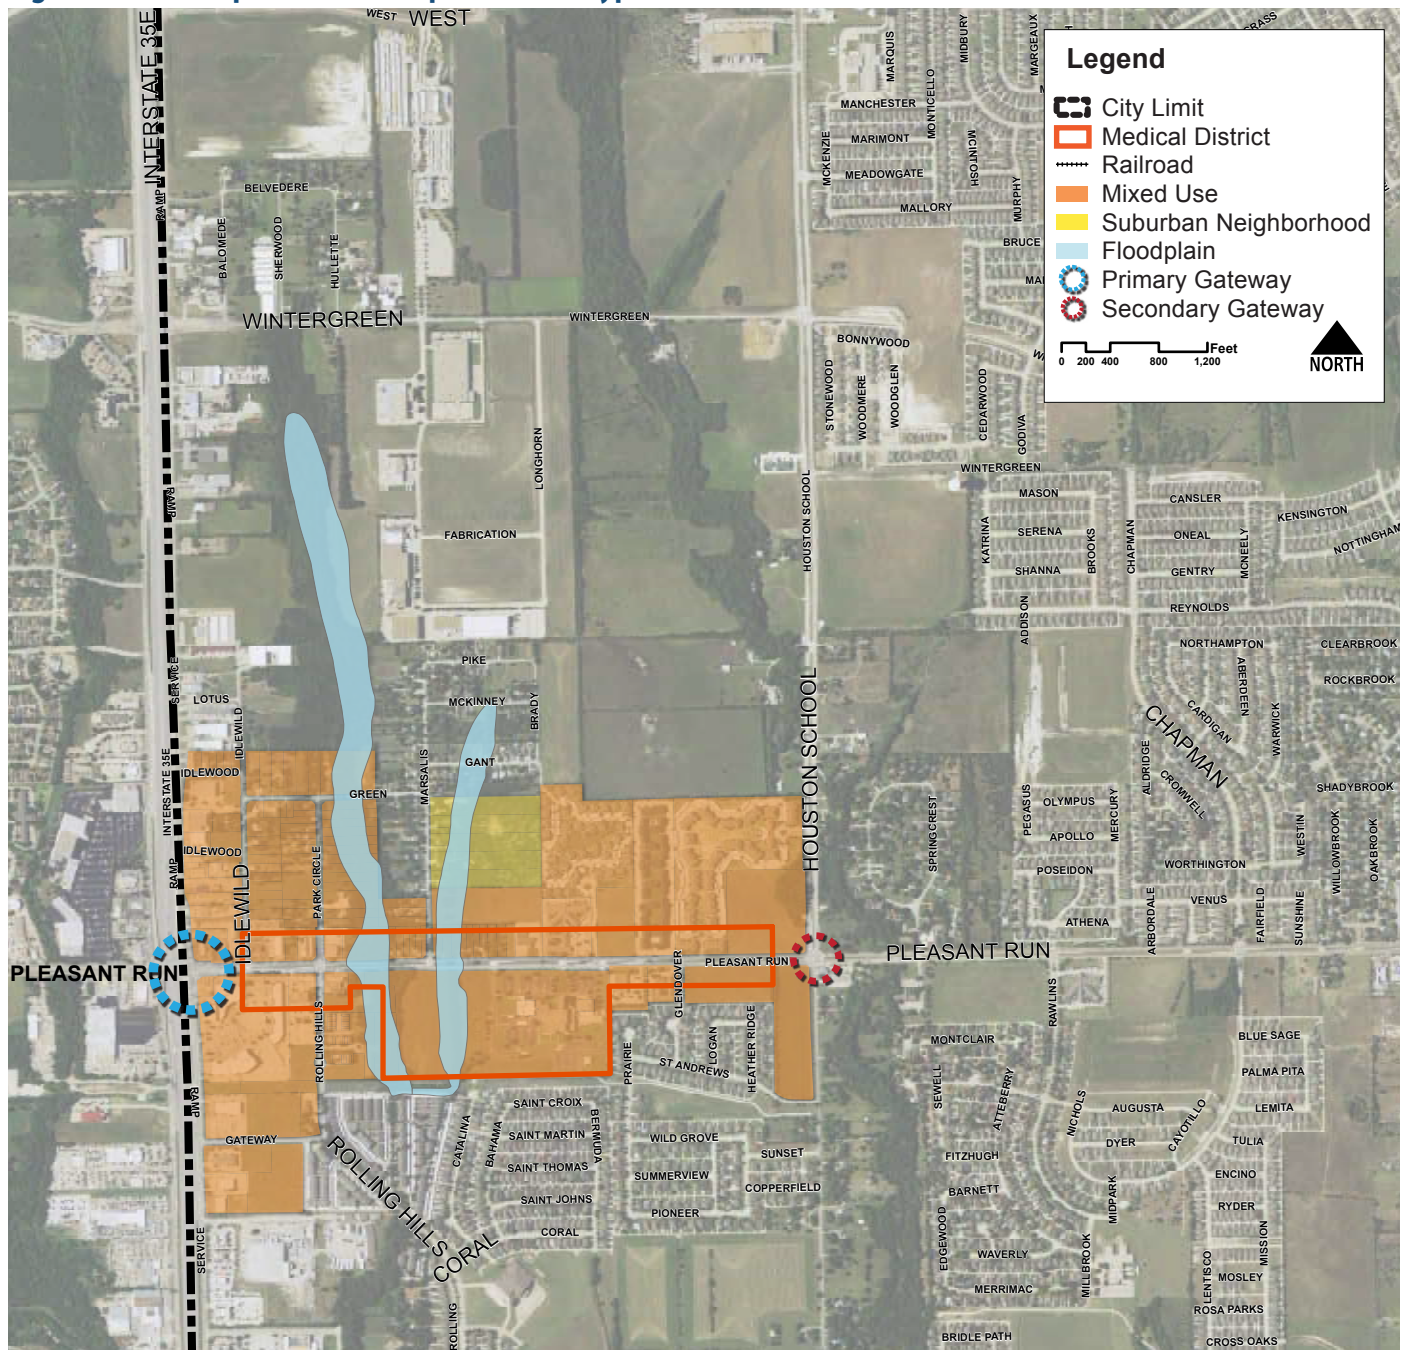 WEST
WEST
INTERSTATE 35E
RAMP
MARQUIS
MONTICELLO
MIDBURY
MARGEAUX
MANCHESTER
MARIMONT
MEADOWGATE
MALLORY
MCKENZIE
MCINTOSH
MURPHY
BRUCE
Legend
City Limit
Medical District
Railroad
Mixed Use
Suburban Neighborhood
Floodplain
Primary Gateway
Secondary Gateway
0 200 400 800 1,200
Feet
NORTH
BELVEDERE
BALOMEDE
SHERWOOD
HULLETTE
WINTERGREEN
WINTERGREEN
BONNYWOOD
STONEWOOD
WOODMERE
WOODGLEN
CEDARWOOD
GODIVA
WINTERGREEN
LONGHORN
FABRICATION
RAMP
HOUSTON SCHOOL
MASON
SERENA
SHANNA
KATRINA
BROOKS
CHAPMAN
CANSLER
ONEAL
GENTRY
REYNOLDS
MCNEELY
KENSINGTON
NOTTINGHAM
ADDISON
NORTHAMPTON
CLEARBROOK
ROCKBROOK
ABERDEEN
CARDIGAN
WARWICK
CHAPMAN
CROMWELL
ALDRIDGE
SHADYBROOK
PIKE
MCKINNEY
BRADY
GANT
MARSALIS
GREEN
SERVICE
LOTUS
IDLEWILD
INTERSTATE 35E
IDLEWOOD
IDLEWOOD
RAMP
PARK CIRCLE
IDLEWILD
HOUSTON SCHOOL
SPRINGCREST
PEGASUS
OLYMPUS
APOLLO
POSEIDON
MERCURY
ATHENA
WORTHINGTON
VENUS
ARBORDALE
FAIRFIELD
SUNSHINE
WESTIN
WILLOWBROOK
OAKBROOK
PLEASANT RUN
PLEASANT RUN
PLEASANT RUN
GLENDOVER
ROLLING HILLS
PRAIRIE
LOGAN
HEATHER RIDGE
ST ANDREWS
RAWLINS
MONTCLAIR
SEWELL
ATTEBERRY
NICHOLS
AUGUSTA
DYER
CAYOTILLO
BLUE SAGE
PALMA PITA
LEMITA
TULIA
ENCINO
RYDER
MISSION
MOSLEY
LENTISCO
ROSA PARKS
CROSS OAKS
FITZHUGH
BARNETT
EDGEWOOD
WAVERLY
MERRIMAC
MILLBROOK
MIDPARK
BRIDLE PATH
RAMP
GATEWAY
SERVICE
ROLLING HILLS
CATALINA
BAHAMA
SAINT CROIX
SAINT MARTIN
SAINT THOMAS
SAINT JOHNS
CORAL
BERMUDA
CORAL
ROLLING
WILD GROVE
SUMMERVIEW
PIONEER
SUNSET
COPPERFIELD